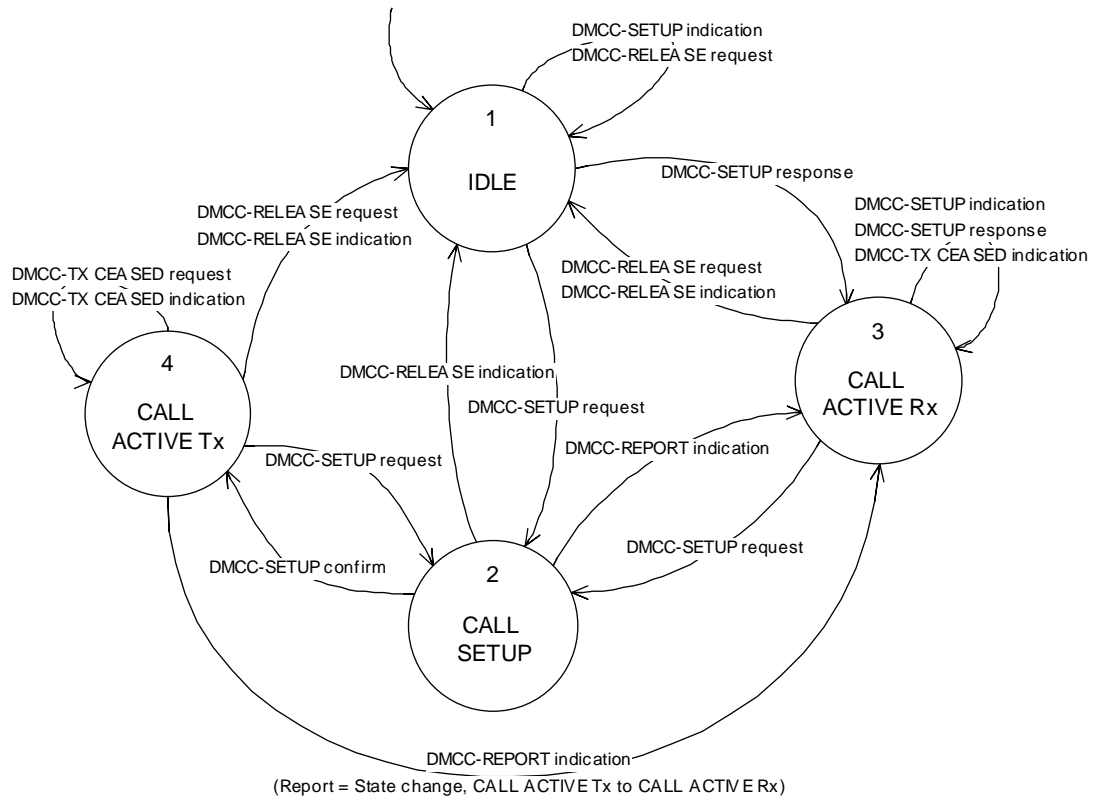 DMCC-SETUP indication
DMCC-RELEASE request
1
IDLE
DMCC-SETUP response
DMCC-RELEASE request
DMCC-RELEASE indication
DMCC-SETUP indication
DMCC-SETUP response
DMCC-TX CEASED indication
DMCC-RELEASE request
DMCC-RELEASE indication
DMCC-TX CEASED request
DMCC-TX CEASED indication
4
CALL
ACTIVE Tx
3
CALL
ACTIVE Rx
DMCC-RELEASE indication
DMCC-SETUP request
DMCC-SETUP request
DMCC-REPORT indication
DMCC-SETUP confirm
DMCC-SETUP request
2
CALL
SETUP
DMCC-REPORT indication
(Report = State change, CALL ACTIVE Tx to CALL ACTIVE Rx)